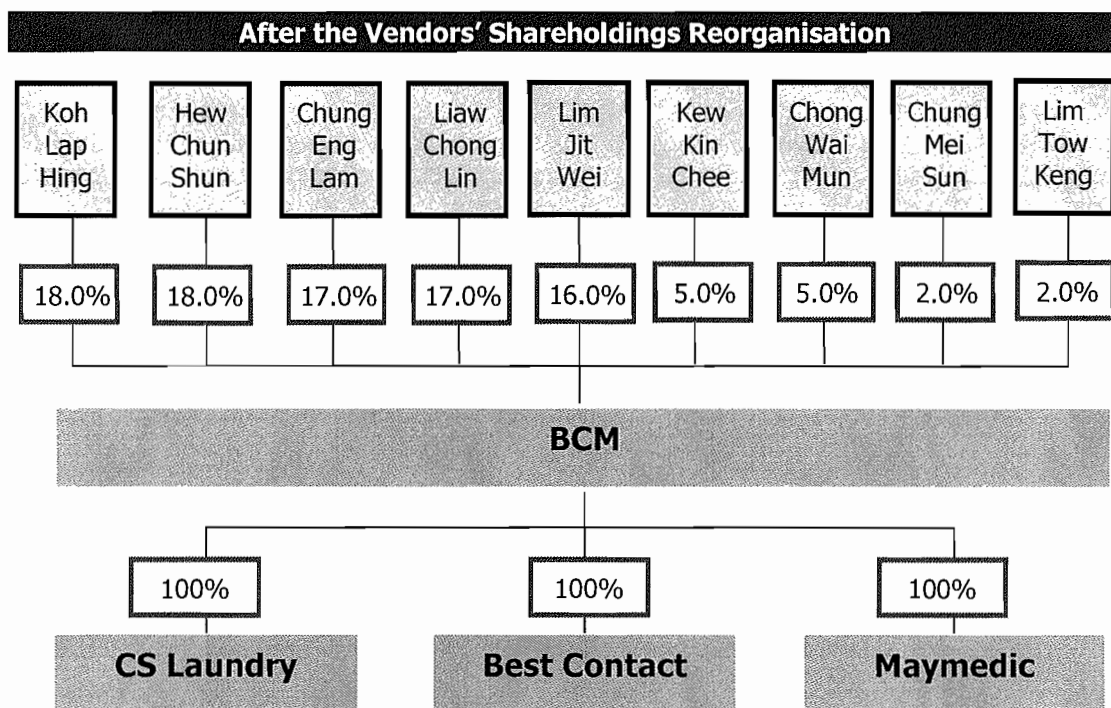 After the Vendors' Shareholdings Reorganisation
Koh
Lap
Hing
Hew
Chun
Shun
Chung
Eng
Lam
Liaw
Chong
Lin
Lim
Jit
Wei
Kew
Kin
Chee
Chong
Wai
Mun
Chung
Mei
Sun
Lim
Tow
Keng
18.0%
18.0%
17.0%
17.0%
16.0%
5.0%
5.0%
2.0%
2.0%
BCM
100%
100%
100%
CS Laundry
Best Contact
Maymedic